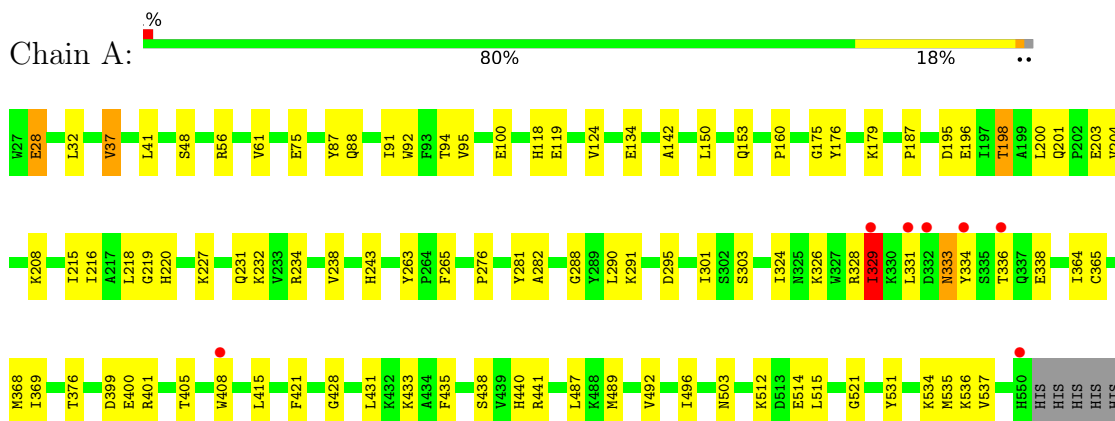 .%
Chain A:
80% 18% ..
W27 E28 L32 V37 L41 S48 R56 V61 E75 Y87 Q88 I91 W92 F93 T94 V95 E100 H118 E119 V124 E134 A142 L150 Q153 P160 G175 Y176 K179 P187 D195 E196 I197 T198 A199 L200 Q201 P202 E203
K208 I215 I216 A217 L218 G219 H220 K227 Q231 K232 V233 R234 V238 H243 Y263 P264 F265 P276 Y281 A282 G288 Y289 L290 K291 D295 I301 S302 S303 I324 N325 K326 W327 R328 I329 K330 L331 D332 N333 Y334 S335 T336 Q337 E338 I364 C365
M368 I369 T376 D399 E400 R401 T405 W408 L415 F421 G428 L431 K432 K433 A434 F435 S438 V439 H440 R441 L487 K488 M489 V492 I496 N503 K512 D513 E514 L515 G521 Y531 K534 M535 K536 V537 H550 HIS HIS HIS HIS HIS